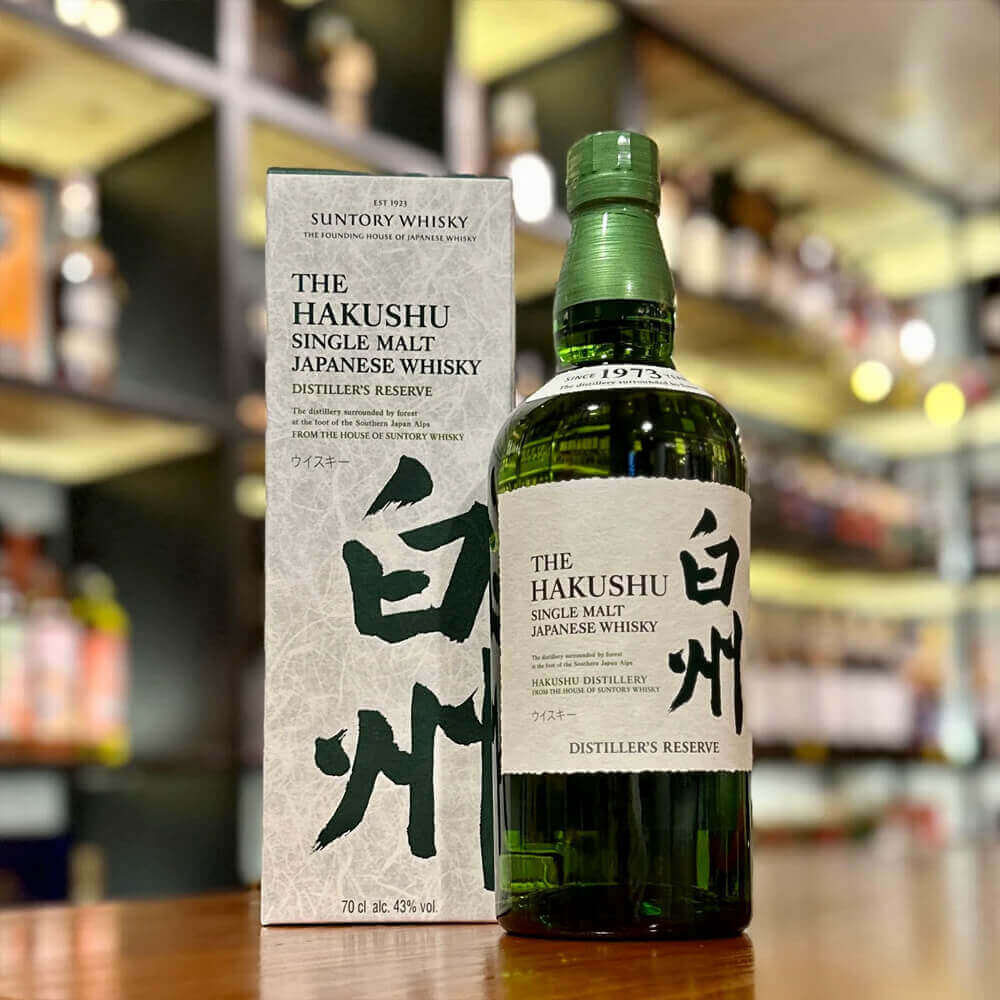 EST 1923
SUNTORY WHISKY
THE FOUNDING HOUSE OF JAPANESE WHISKY
THE
HAKUSHU
SINGLE MALT
JAPANESE WHISKY
DISTILLER'S RESERVE
The distillery surrounded by forest
at the foot of the Southern Japan Alps
FROM THE HOUSE OF SUNTORY WHISKY
ウイスキー
白州
70 cl alc. 43% vol.
SINCE 1973
The distillery surrounded
THE
HAKUSHU
SINGLE MALT
JAPANESE WHISKY
The distillery surrounded by forest
at the foot of the Southern Japan Alps
HAKUSHU DISTILLERY
FROM THE HOUSE OF SUNTORY WHISKY
ウイスキー
白州
DISTILLER'S RESERVE